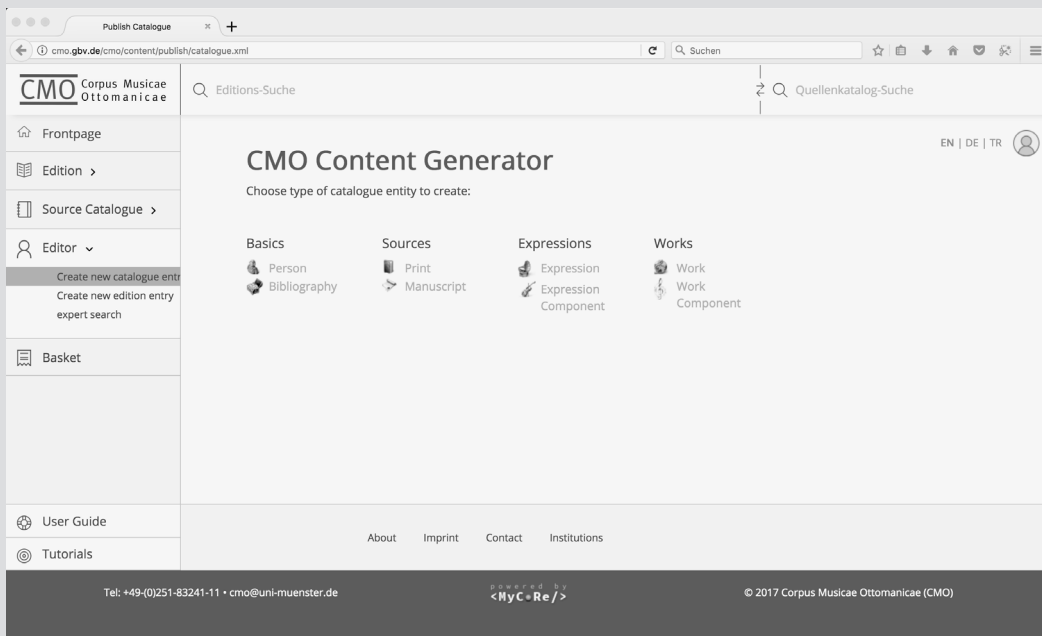 Publish Catalogue
cmo.gbv.de/cmo/content/publish/catalogue.xml
Suchen
CMO Corpus Musicae
Ottomanicae
Editions-Suche
Quellenkatalog-Suche
Frontpage
Edition
Source Catalogue
Editor
Create new catalogue entr
Create new edition entry
expert search
Basket
User Guide
Tutorials
EN | DE | TR
CMO Content Generator
Choose type of catalogue entity to create:
Basics
Person
Bibliography
Sources
Print
Manuscript
Expressions
Expression
Expression
Component
Works
Work
Work
Component
About Imprint Contact Institutions
Tel: +49-(0)251-83241-11 • cmo@uni-muenster.de
powered by
<MyCoRe/>
© 2017 Corpus Musicae Ottomanicae (CMO)